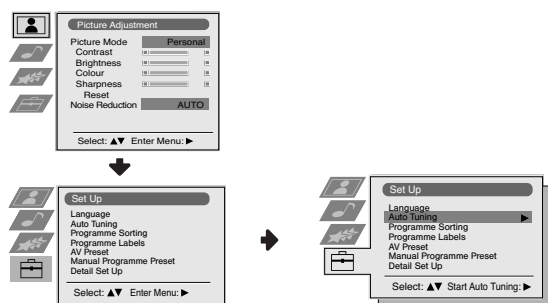 Picture Adjustment
Picture Mode Personal
Contrast
Brightness
Colour
Sharpness
Reset
Noise Reduction AUTO
Select: ▲▼ Enter Menu: ▶
Set Up
Language
Auto Tuning
Programme Sorting
Programme Labels
AV Preset
Manual Programme Preset
Detail Set Up
Select: ▲▼ Enter Menu: ▶
Set Up
Language
Auto Tuning ▶
Programme Sorting
Programme Labels
AV Preset
Manual Programme Preset
Detail Set Up
Select: ▲▼ Start Auto Tuning: ▶